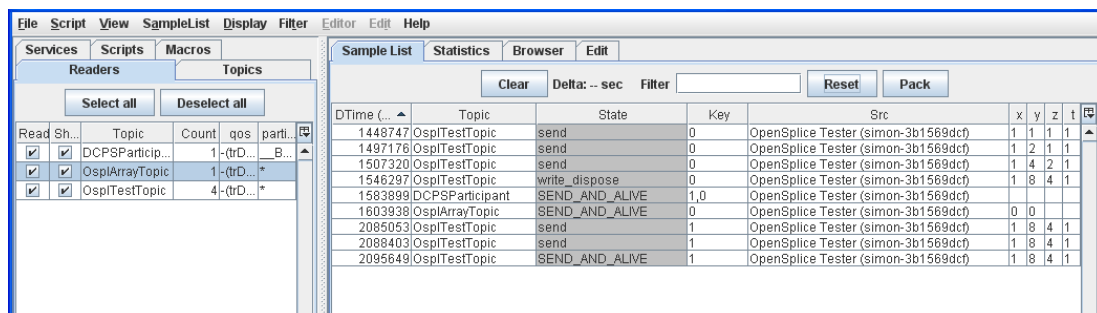 File Script View SampleList Display Filter Editor Edit Help
Services Scripts Macros
Readers Topics
Select all Deselect all
Read Sh... Topic Count qos parti...
DCPSParticip... 1 -(trD... __B...
OsplArrayTopic 1 -(trD... *
OsplTestTopic 4 -(trD... *
Sample List Statistics Browser Edit
Clear Delta: -- sec Filter Reset Pack
DTime (... Topic State Key Src x y z t
1448747 OsplTestTopic send 0 OpenSplice Tester (simon-3b1569dcf) 1 1 1 1
1497176 OsplTestTopic send 0 OpenSplice Tester (simon-3b1569dcf) 1 2 1 1
1507320 OsplTestTopic send 0 OpenSplice Tester (simon-3b1569dcf) 1 4 2 1
1546297 OsplTestTopic write_dispose 0 OpenSplice Tester (simon-3b1569dcf) 1 8 4 1
1583899 DCPSParticipant SEND_AND_ALIVE 1,0 OpenSplice Tester (simon-3b1569dcf)
1603938 OsplArrayTopic SEND_AND_ALIVE 0 OpenSplice Tester (simon-3b1569dcf) 0 0
2085053 OsplTestTopic send 1 OpenSplice Tester (simon-3b1569dcf) 1 8 4 1
2088403 OsplTestTopic send 1 OpenSplice Tester (simon-3b1569dcf) 1 8 4 1
2095649 OsplTestTopic SEND_AND_ALIVE 1 OpenSplice Tester (simon-3b1569dcf) 1 8 4 1